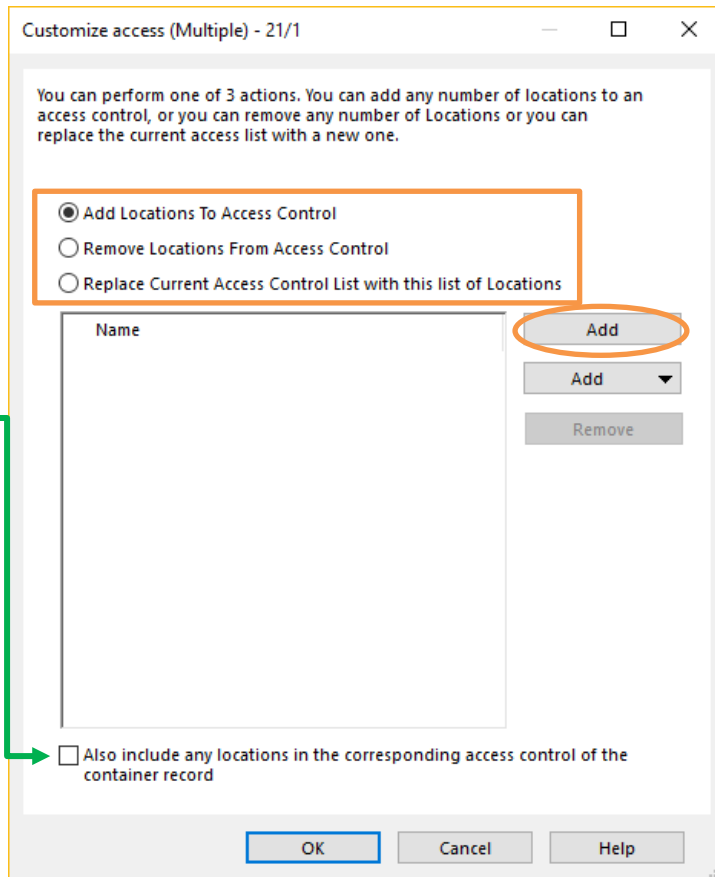 Customize access (Multiple) - 21/1
You can perform one of 3 actions. You can add any number of locations to an
access control, or you can remove any number of Locations or you can
replace the current access list with a new one.
Add Locations To Access Control
Remove Locations From Access Control
Replace Current Access Control List with this list of Locations
Name
Add
Add
Remove
Also include any locations in the corresponding access control of the
container record
OK
Cancel
Help